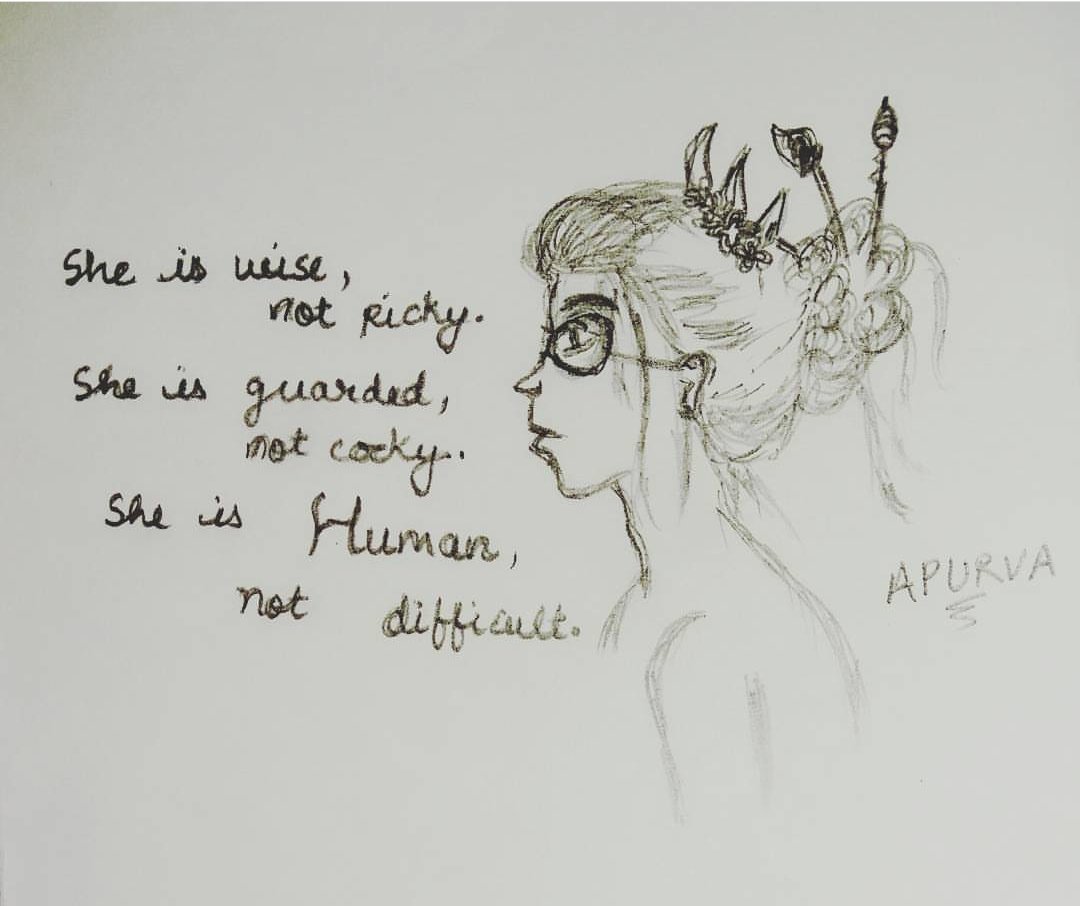 She is wise,
not picky.
She is guarded,
not cocky.
She is Human,
not difficult.
APURVA